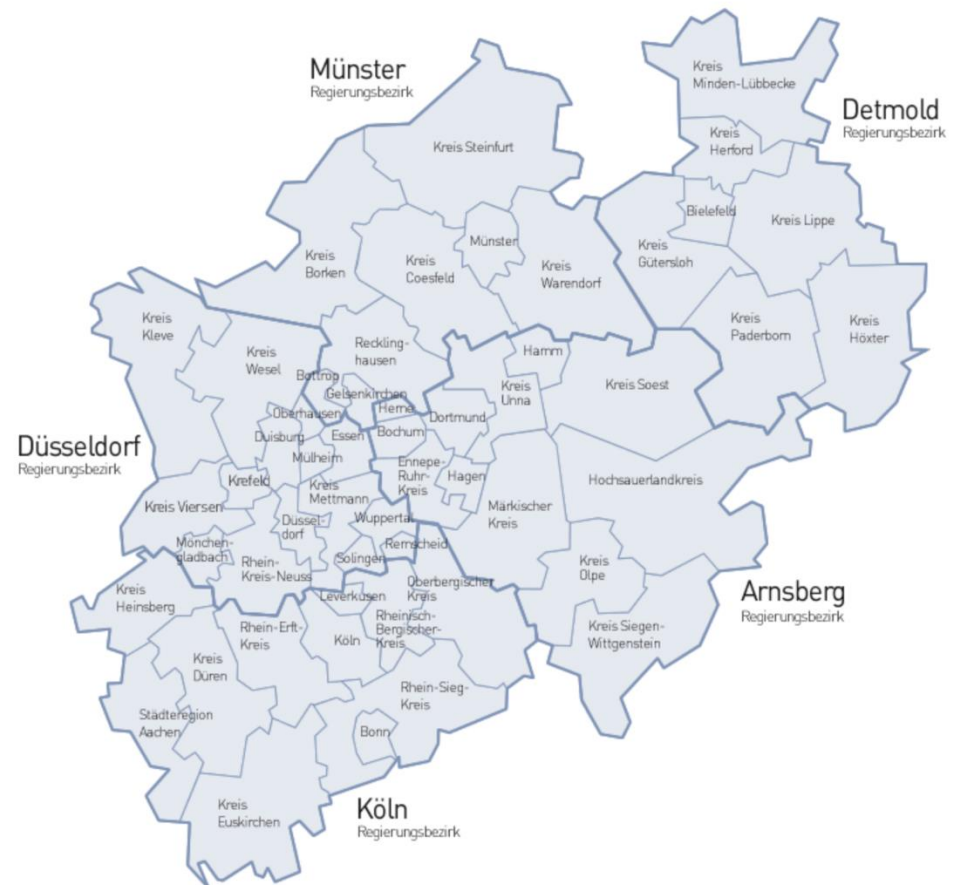 Münster
Regierungsbezirk
Detmold
Regierungsbezirk
Kreis
Minden-Lübbecke
Kreis
Herford
Kreis Steinfurt
Bielefeld
Kreis Lippe
Kreis
Gütersloh
Münster
Kreis
Borken
Kreis
Coesfeld
Kreis
Warendorf
Kreis
Paderborn
Kreis
Höxter
Kreis
Kleve
Kreis
Wesel
Reckling-
hausen
Hamm
Kreis
Unna
Kreis Soest
Bottrop
Gelsenkirchen
Herne
Oberhausen
Dortmund
Düsseldorf
Regierungsbezirk
Duisburg
Essen
Bochum
Mülheim
Ennepe-
Ruhr-
Kreis
Hagen
Hochsauerlandkreis
Krefeld
Kreis
Mettmann
Kreis Viersen
Märkischer
Kreis
Düssel-
dorf
Wuppertal
Mönchen-
gladbach
Remscheid
Solingen
Rhein-
Kreis-Neuss
Kreis
Olpe
Kreis
Heinsberg
Leverkusen
Oberbergischer
Kreis
Arnsberg
Regierungsbezirk
Rhein-Erft-
Kreis
Köln
Rheinisch-
Bergischer-
Kreis
Kreis Siegen-
Wittgenstein
Kreis
Düren
Rhein-Sieg-
Kreis
Städteregion
Aachen
Bonn
Kreis
Euskirchen
Köln
Regierungsbezirk